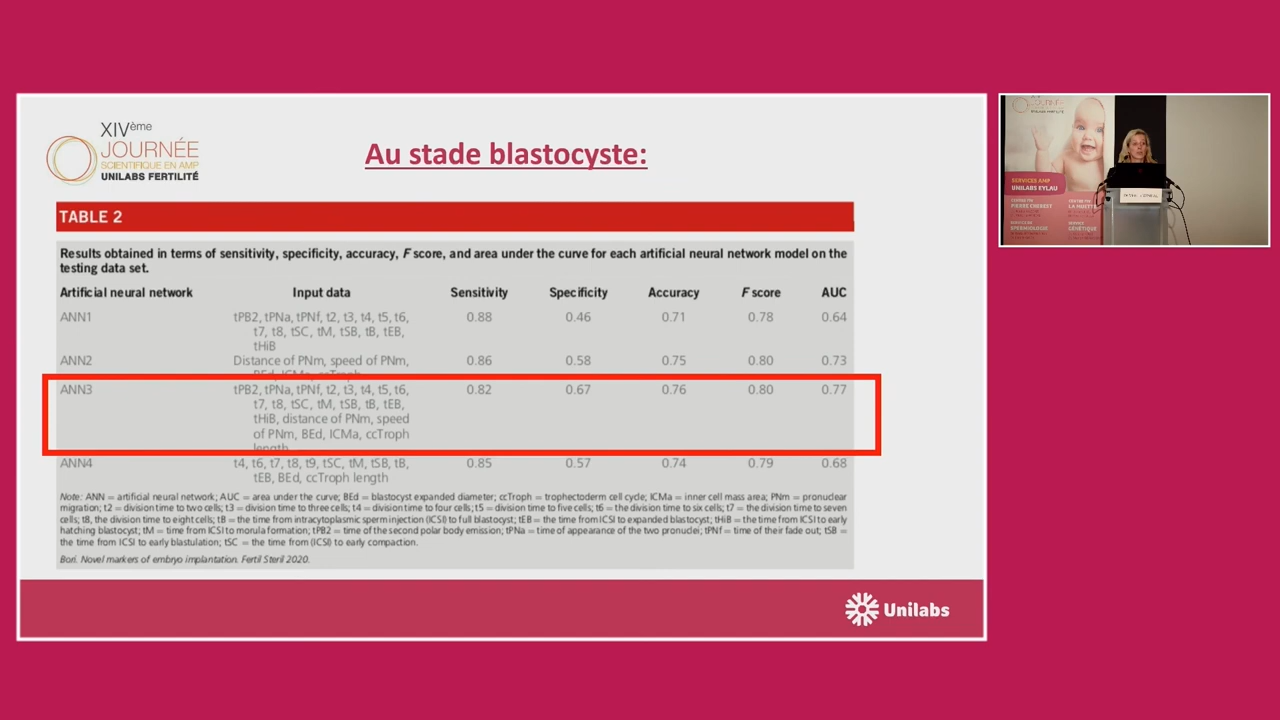 XIVème
JOURNÉE
SCIENTIFIQUE EN AMP
UNILABS FERTILITÉ
Au stade blastocyste:
TABLE 2
Results obtained in terms of sensitivity, specificity, accuracy, F score, and area under the curve for each artificial neural network model on the
testing data set.
Artificial neural network Input data Sensitivity Specificity Accuracy F score AUC
ANN1 tPB2, tPNa, tPNf, t2, t3, t4, t5, t6, 0.88 0.46 0.71 0.78 0.64
t7, t8, tSC, tM, tSB, tB, tEB,
tHiB
ANN2 Distance of PNm, speed of PNm, 0.86 0.58 0.75 0.80 0.73
BEd, ICMa, ccTroph
ANN3 tPB2, tPNa, tPNf, t2, t3, t4, t5, t6, 0.82 0.67 0.76 0.80 0.77
t7, t8, tSC, tM, tSB, tB, tEB,
tHiB, distance of PNm, speed
of PNm, BEd, ICMa, ccTroph
length
ANN4 t4, t6, t7, t8, t9, tSC, tM, tSB, tB, 0.85 0.57 0.74 0.79 0.68
tEB, BEd, ccTroph length
Note: ANN = artificial neural network; AUC = area under the curve; BEd = blastocyst expanded diameter; ccTroph = trophectoderm cell cycle; ICMa = inner cell mass area; PNm = pronuclear
migration; t2 = division time to two cells; t3 = division time to three cells; t4 = division time to four cells; t5 = division time to five cells; t6 = the division time to six cells; t7 = the division time to seven
cells; t8, the division time to eight cells; tB = the time from intracytoplasmic sperm injection (ICSI) to full blastocyst; tEB = the time from ICSI to expanded blastocyst; tHiB = the time from ICSI to early
hatching blastocyst; tM = time from ICSI to morula formation; tPB2 = time of the second polar body emission; tPNa = time of appearance of the two pronuclei; tPNf = time of their fade out; tSB =
the time from ICSI to early blastulation; tSC = the time from (ICSI) to early compaction.
Bori. Novel markers of embryo implantation. Fertil Steril 2020.
Unilabs
JOURNÉE
SERVICES AMP
UNILABS EYLAU
PIERRE CHEREST
LA MUETTE
SPERMIOLOGIE
GÉNÉTIQUE